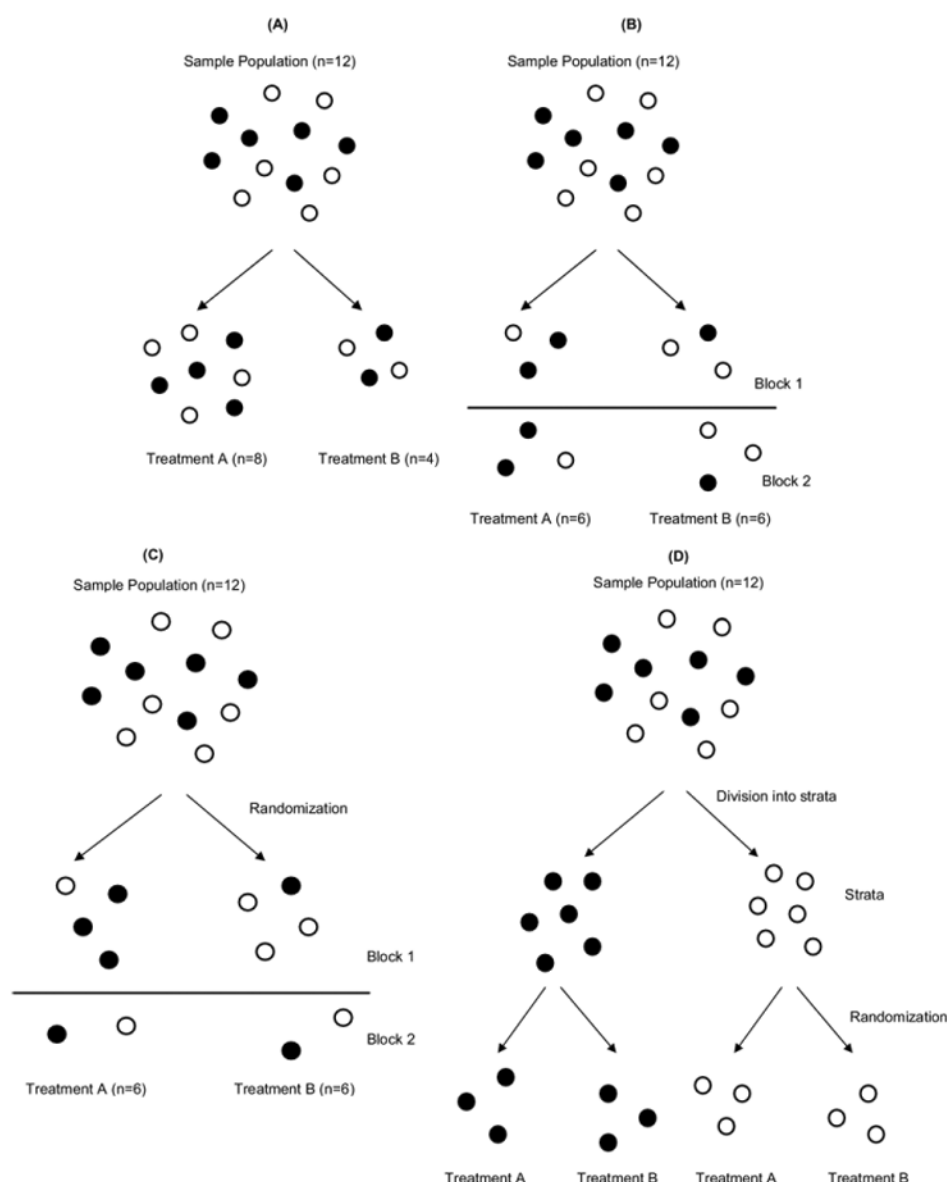 (A)
Sample Population (n=12)
Treatment A (n=8)
Treatment B (n=4)
(B)
Sample Population (n=12)
Block 1
Block 2
Treatment A (n=6)
Treatment B (n=6)
(C)
Sample Population (n=12)
Randomization
Block 1
Block 2
Treatment A (n=6)
Treatment B (n=6)
(D)
Sample Population (n=12)
Division into strata
Strata
Randomization
Treatment A
Treatment B
Treatment A
Treatment B